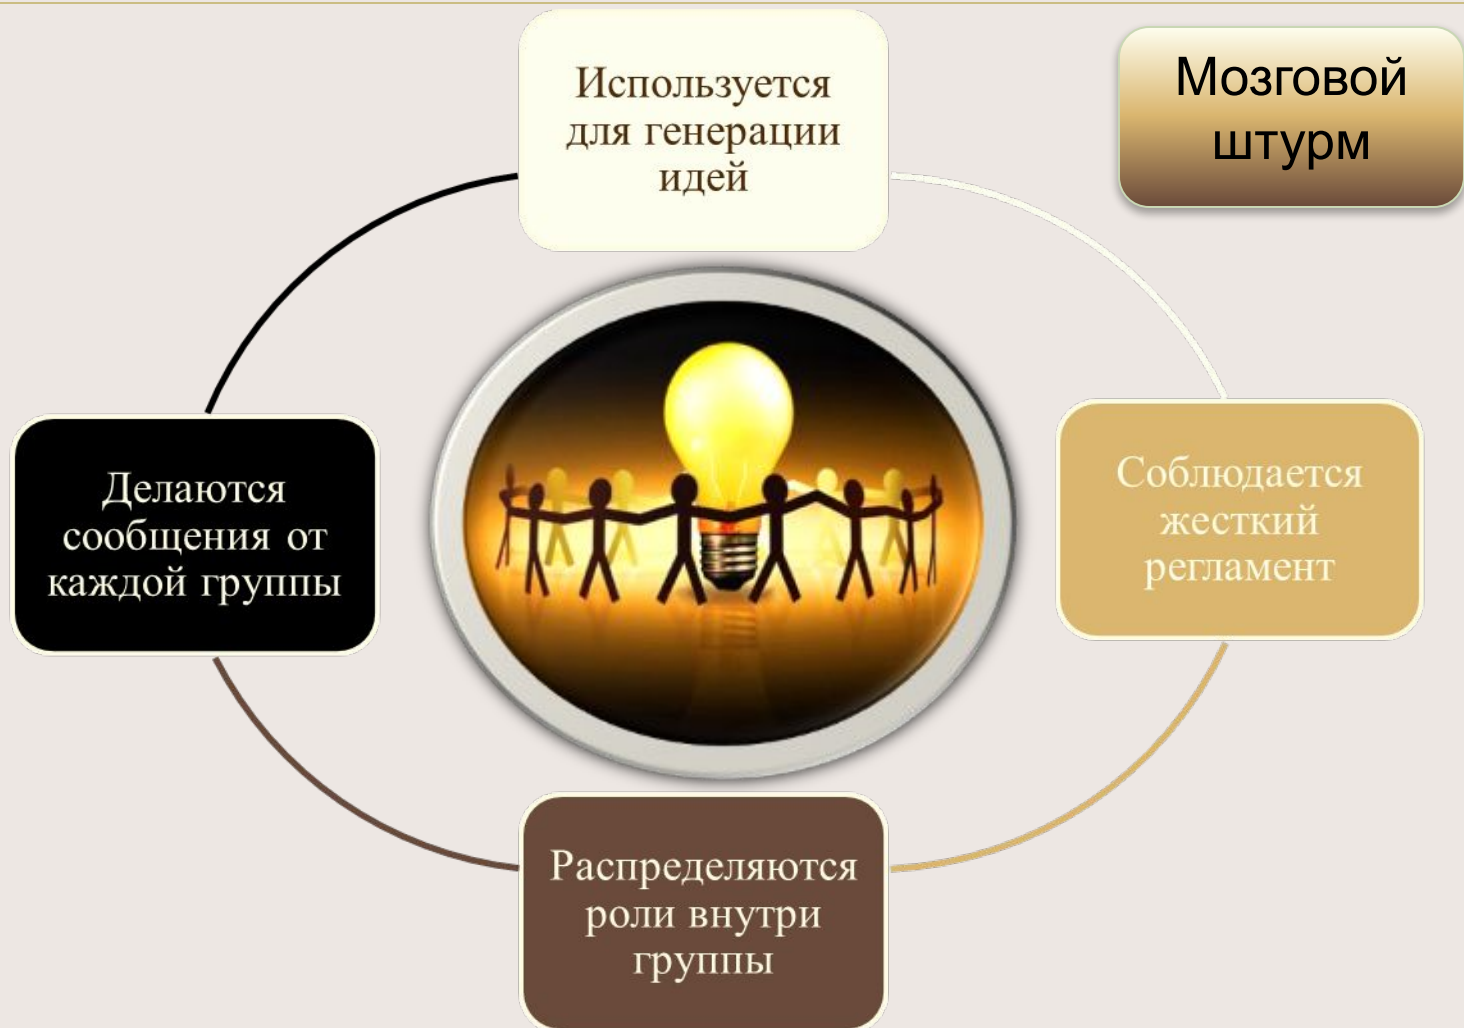 Используется
для генерации
идей
Мозговой
штурм
Соблюдается
жесткий
регламент
Распределяются
роли внутри
группы
Делаются
сообщения от
каждой группы